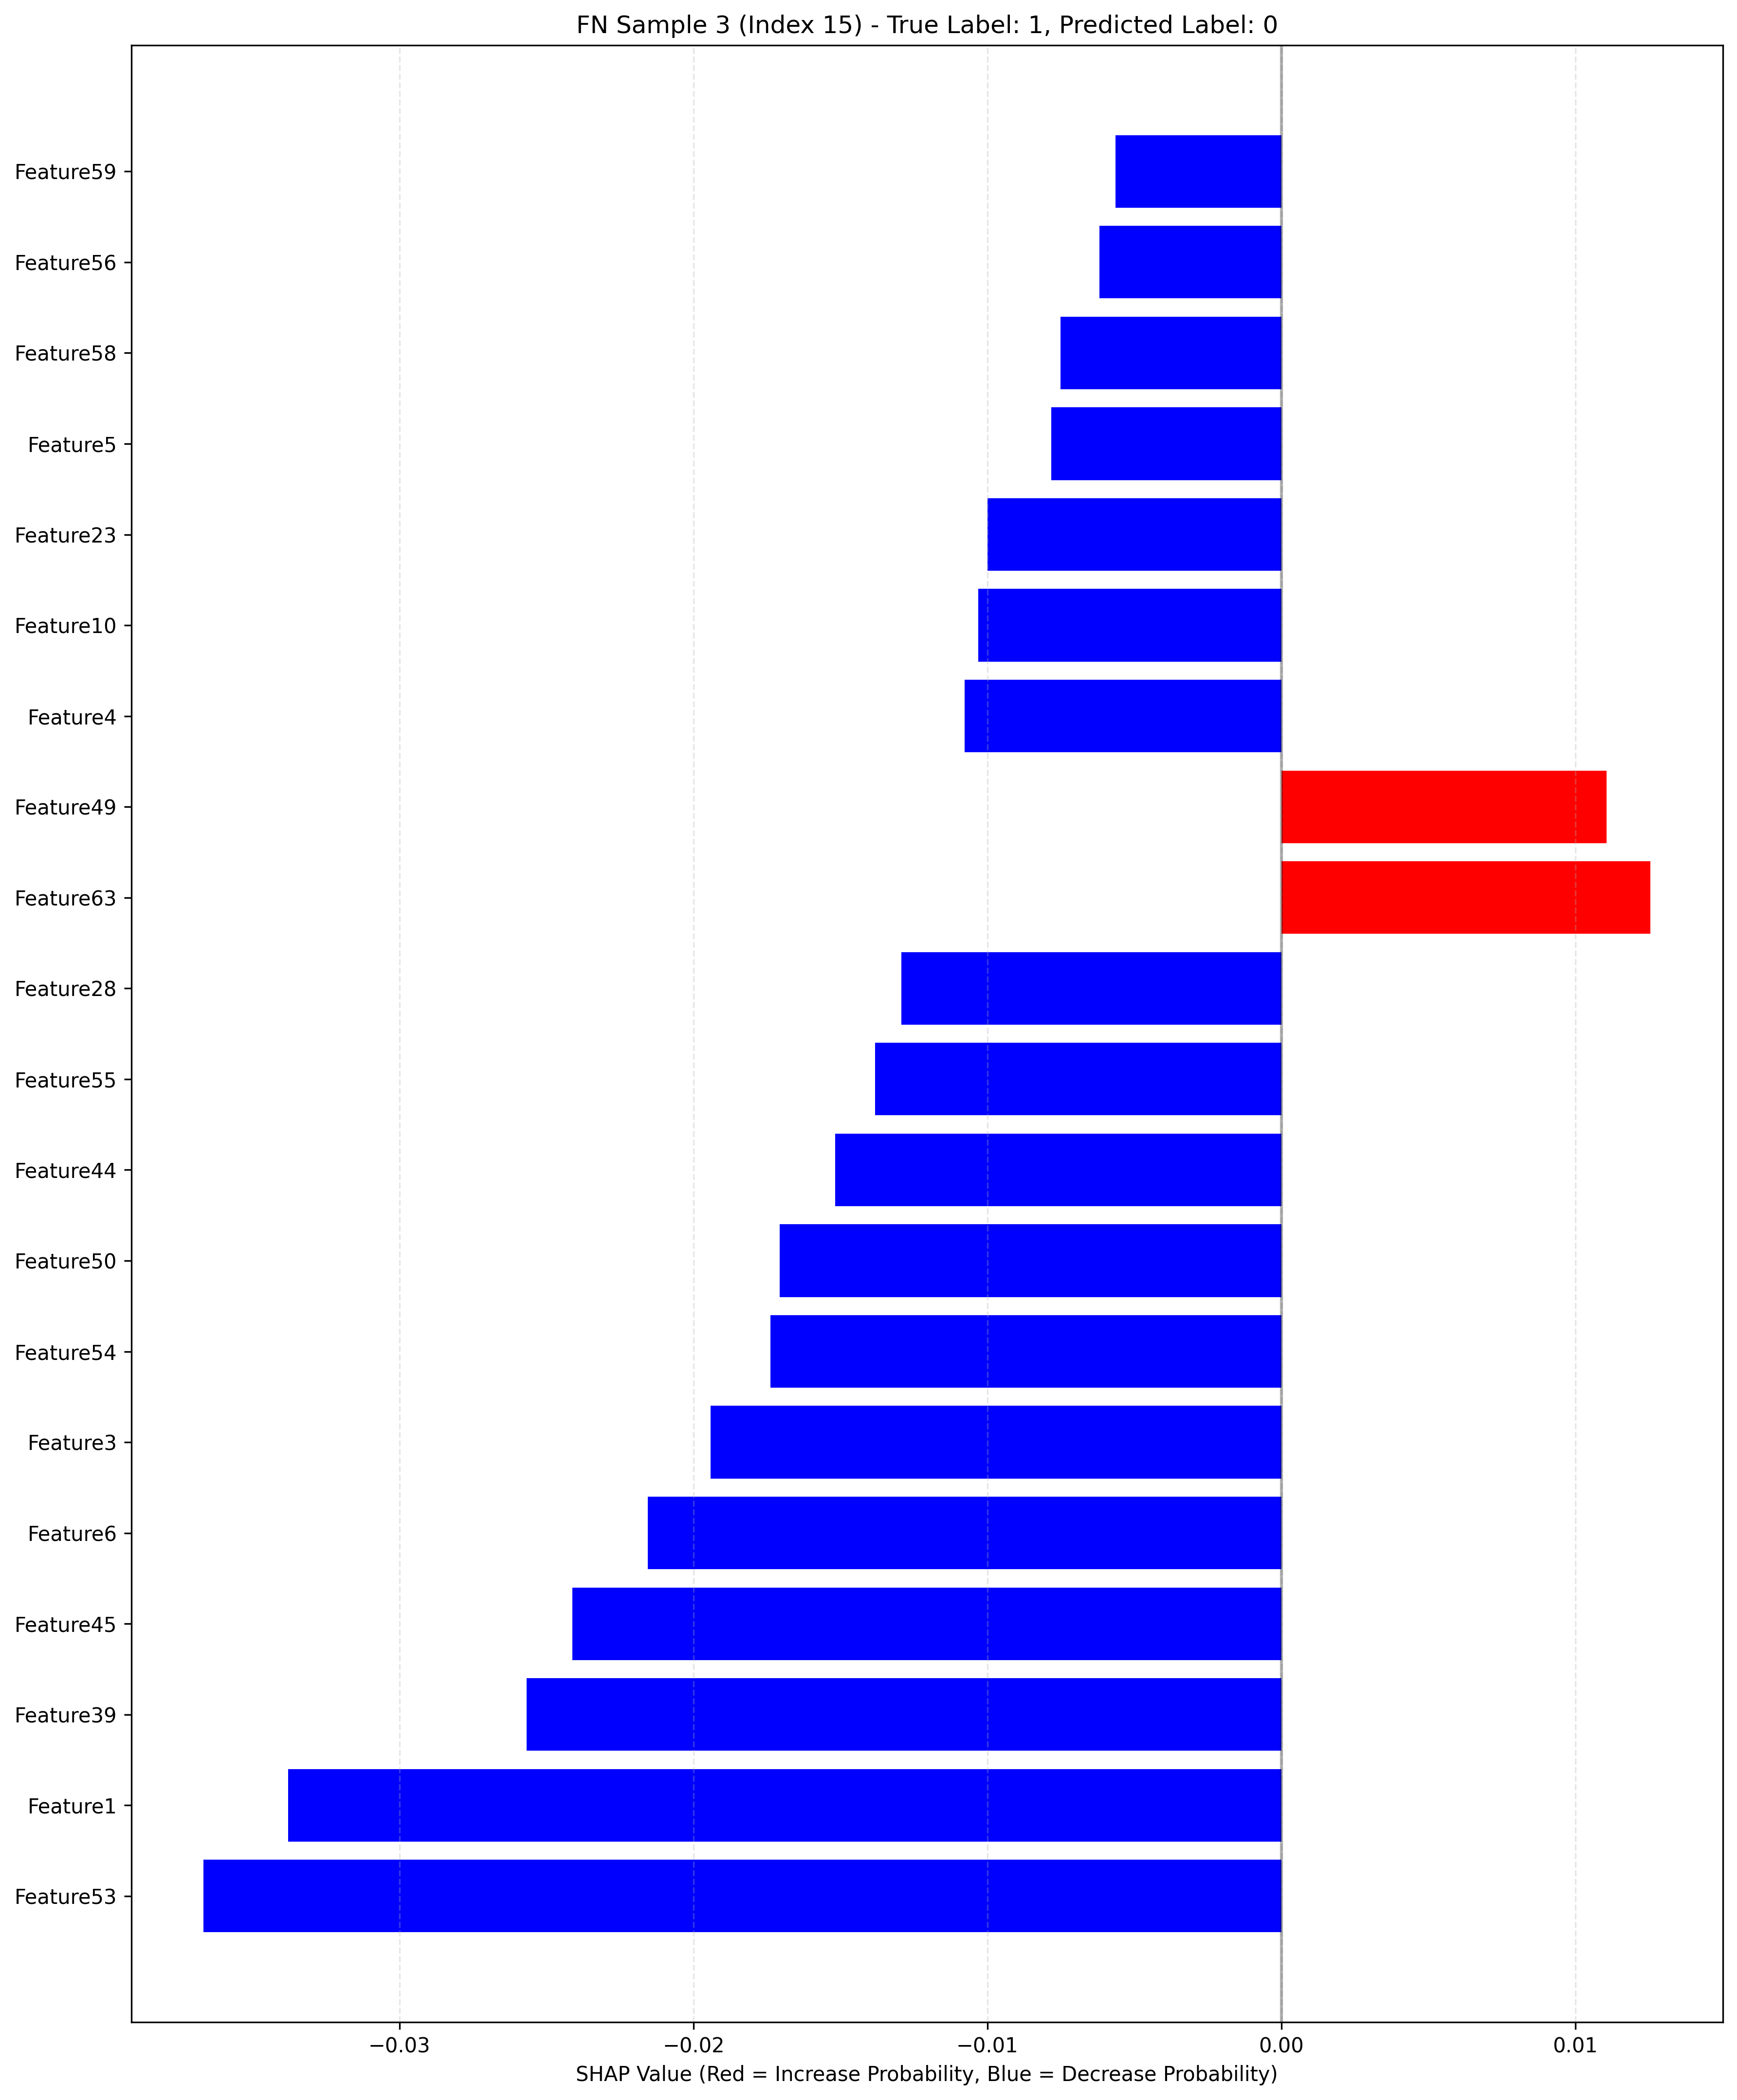 FN Sample 3 (Index 15) - True Label: 1, Predicted Label: 0
Feature59
Feature56
Feature58
Feature5
Feature23
Feature10
Feature4
Feature49
Feature63
Feature28
Feature55
Feature44
Feature50
Feature54
Feature3
Feature6
Feature45
Feature39
Feature1
Feature53
−0.03 −0.02 −0.01 0.00 0.01
SHAP Value (Red = Increase Probability, Blue = Decrease Probability)